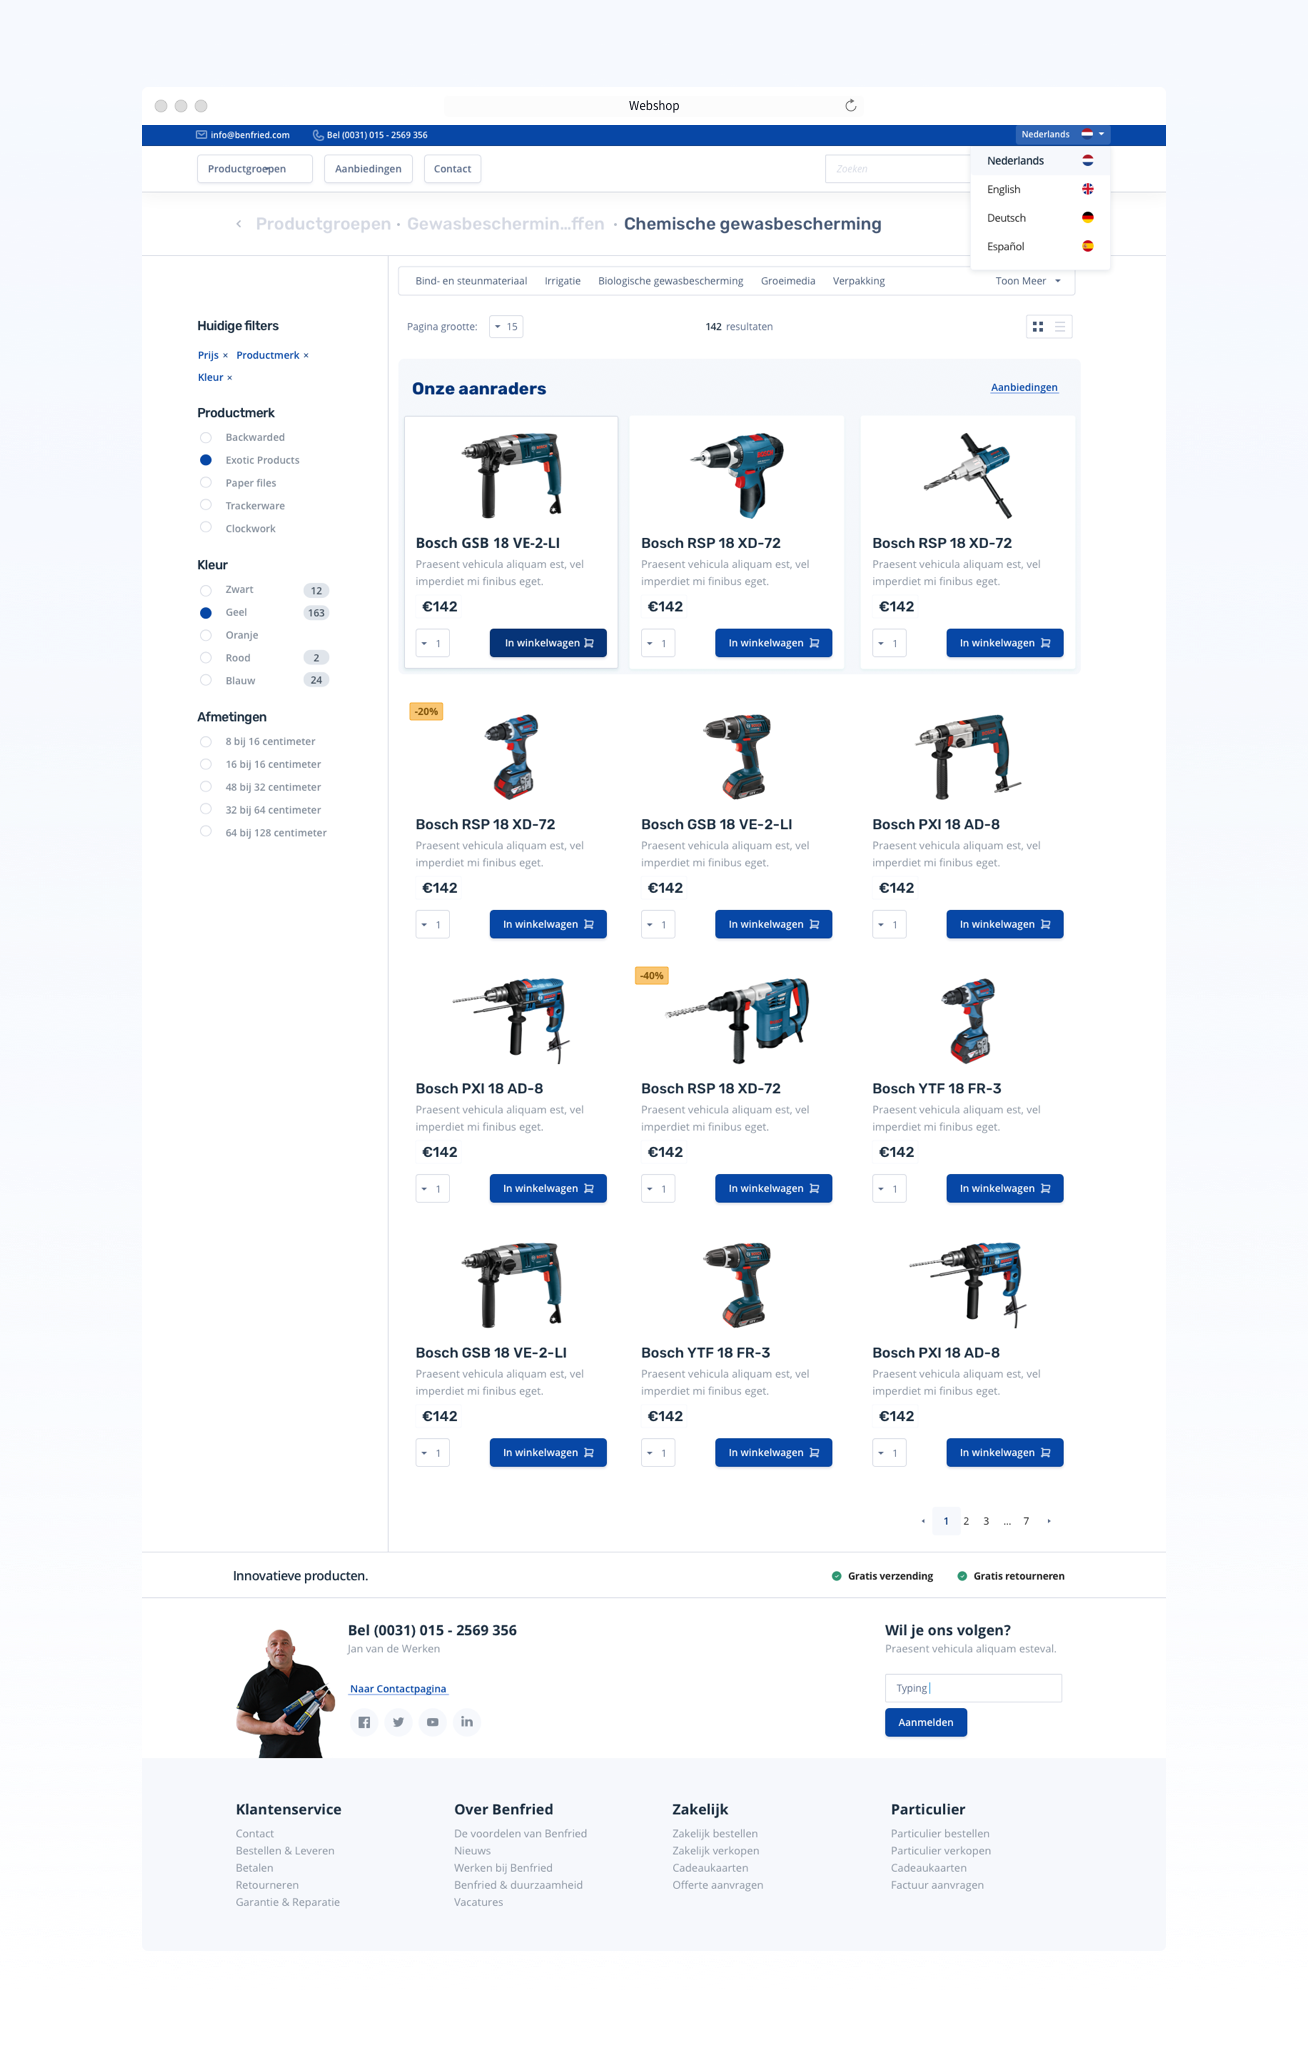 Webshop
info@benfried.com
Bel (0031) 015 - 2569 356
Nederlands
Productgroepen
Aanbiedingen
Contact
Zoeken
Nederlands
English
Deutsch
Español
Productgroepen · Gewasbeschermin...ffen · Chemische gewasbescherming
Bind- en steunmateriaal
Irrigatie
Biologische gewasbescherming
Groeimedia
Verpakking
Toon Meer
Huidige filters
Prijs ×
Productmerk ×
Kleur ×
Productmerk
Backwarded
Exotic Products
Paper files
Trackerware
Clockwork
Kleur
Zwart 12
Geel 163
Oranje
Rood 2
Blauw 24
Afmetingen
8 bij 16 centimeter
16 bij 16 centimeter
48 bij 32 centimeter
32 bij 64 centimeter
64 bij 128 centimeter
Pagina grootte: 15
142 resultaten
Onze aanraders
Aanbiedingen
Bosch GSB 18 VE-2-LI
Praesent vehicula aliquam est, vel
imperdiet mi finibus eget.
€142
1
In winkelwagen
Bosch RSP 18 XD-72
Praesent vehicula aliquam est, vel
imperdiet mi finibus eget.
€142
1
In winkelwagen
Bosch RSP 18 XD-72
Praesent vehicula aliquam est, vel
imperdiet mi finibus eget.
€142
1
In winkelwagen
-20%
Bosch RSP 18 XD-72
Praesent vehicula aliquam est, vel
imperdiet mi finibus eget.
€142
1
In winkelwagen
Bosch GSB 18 VE-2-LI
Praesent vehicula aliquam est, vel
imperdiet mi finibus eget.
€142
1
In winkelwagen
Bosch PXI 18 AD-8
Praesent vehicula aliquam est, vel
imperdiet mi finibus eget.
€142
1
In winkelwagen
Bosch PXI 18 AD-8
Praesent vehicula aliquam est, vel
imperdiet mi finibus eget.
€142
1
In winkelwagen
-40%
Bosch RSP 18 XD-72
Praesent vehicula aliquam est, vel
imperdiet mi finibus eget.
€142
1
In winkelwagen
Bosch YTF 18 FR-3
Praesent vehicula aliquam est, vel
imperdiet mi finibus eget.
€142
1
In winkelwagen
Bosch GSB 18 VE-2-LI
Praesent vehicula aliquam est, vel
imperdiet mi finibus eget.
€142
1
In winkelwagen
Bosch YTF 18 FR-3
Praesent vehicula aliquam est, vel
imperdiet mi finibus eget.
€142
1
In winkelwagen
Bosch PXI 18 AD-8
Praesent vehicula aliquam est, vel
imperdiet mi finibus eget.
€142
1
In winkelwagen
1 2 3 ... 7
Innovatieve producten.
Gratis verzending
Gratis retourneren
Bel (0031) 015 - 2569 356
Jan van de Werken
Naar Contactpagina
Wil je ons volgen?
Praesent vehicula aliquam esteval.
Typing
Aanmelden
Klantenservice
Contact
Bestellen & Leveren
Betalen
Retourneren
Garantie & Reparatie
Over Benfried
De voordelen van Benfried
Nieuws
Werken bij Benfried
Benfried & duurzaamheid
Vacatures
Zakelijk
Zakelijk bestellen
Zakelijk verkopen
Cadeaukaarten
Offerte aanvragen
Particulier
Particulier bestellen
Particulier verkopen
Cadeaukaarten
Factuur aanvragen